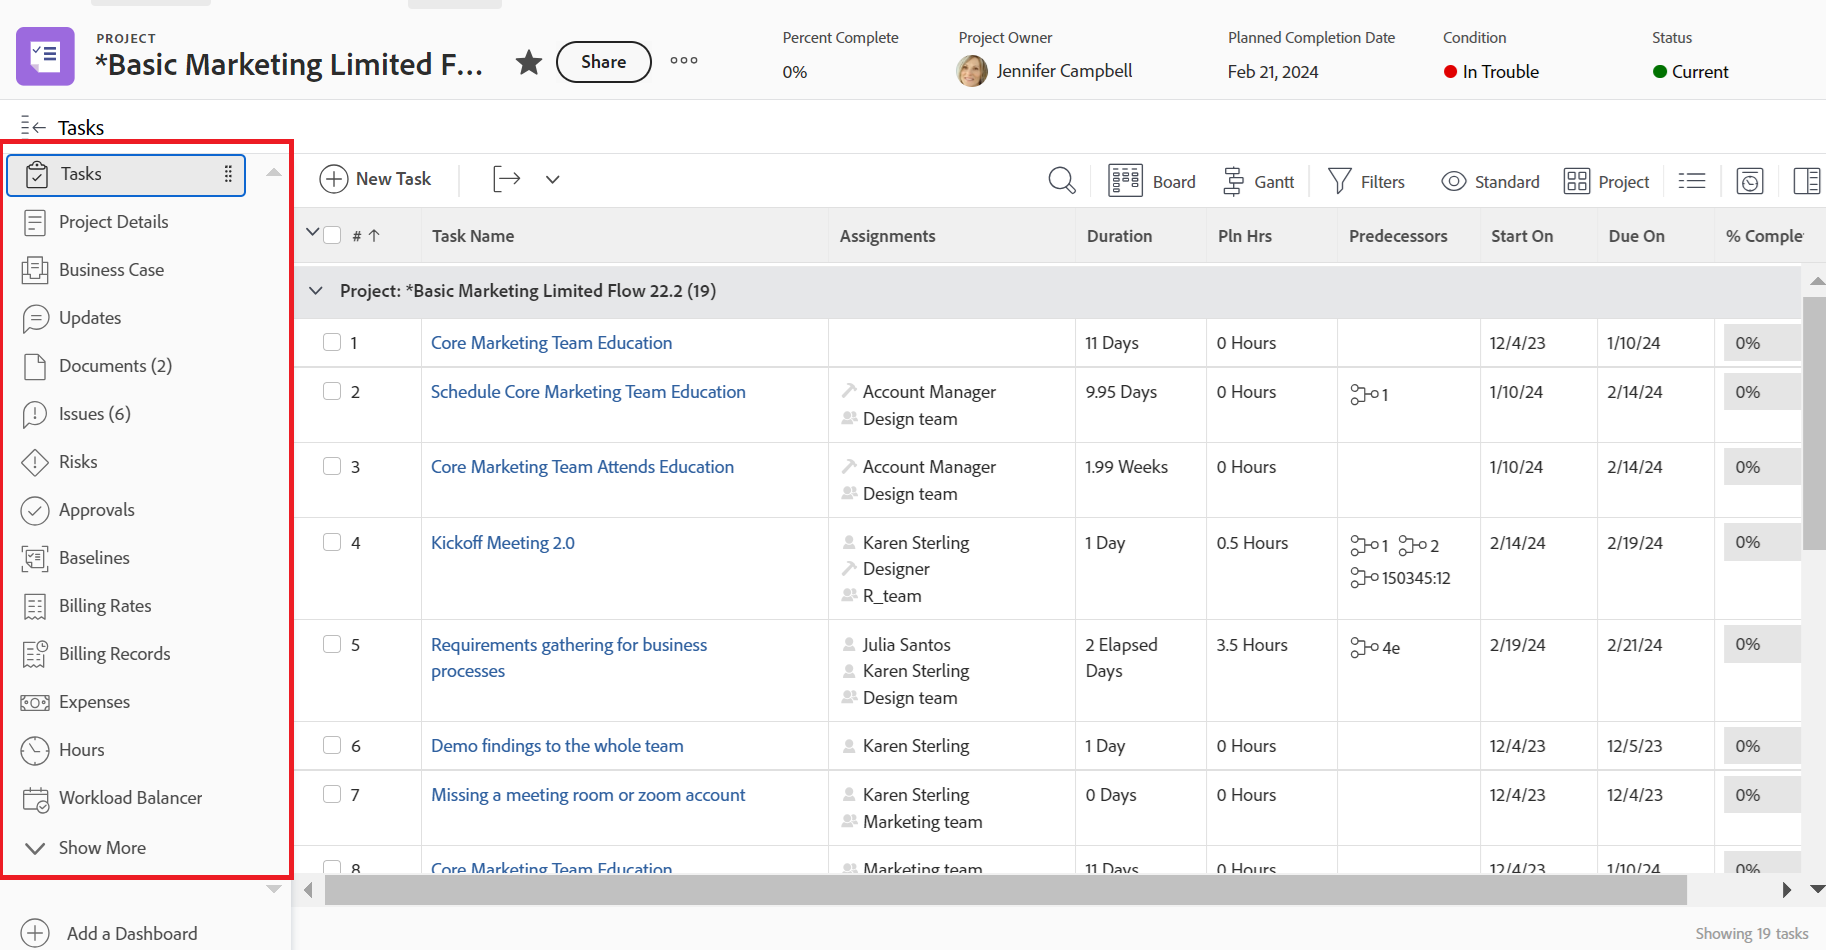 PROJECT
*Basic Marketing Limited F...
Share
Percent Complete
0%
Project Owner
Jennifer Campbell
Planned Completion Date
Feb 21, 2024
Condition
In Trouble
Status
Current
Tasks
Tasks
Project Details
Business Case
Updates
Documents (2)
Issues (6)
Risks
Approvals
Baselines
Billing Rates
Billing Records
Expenses
Hours
Workload Balancer
Show More
Add a Dashboard
New Task
Board
Gantt
Filters
Standard
Project
# Task Name Assignments Duration Pln Hrs Predecessors Start On Due On % Comple
Project: *Basic Marketing Limited Flow 22.2 (19)
1 Core Marketing Team Education 11 Days 0 Hours 12/4/23 1/10/24 0%
2 Schedule Core Marketing Team Education Account Manager 9.95 Days 0 Hours 1 1/10/24 2/14/24 0%
Design team
3 Core Marketing Team Attends Education Account Manager 1.99 Weeks 0 Hours 1/10/24 2/14/24 0%
Design team
4 Kickoff Meeting 2.0 Karen Sterling 1 Day 0.5 Hours 1 2 2/14/24 2/19/24 0%
Designer 150345:12
R_team
5 Requirements gathering for business Julia Santos 2 Elapsed 3.5 Hours 4e 2/19/24 2/21/24 0%
processes Karen Sterling Days
Design team
6 Demo findings to the whole team Karen Sterling 1 Day 0 Hours 12/4/23 12/5/23 0%
7 Missing a meeting room or zoom account Karen Sterling 0 Days 0 Hours 12/4/23 12/4/23 0%
Marketing team
8 Core Marketing Team Education Marketing team 11 Days 0 Hours 12/4/23 1/10/24 0%
Showing 19 tasks